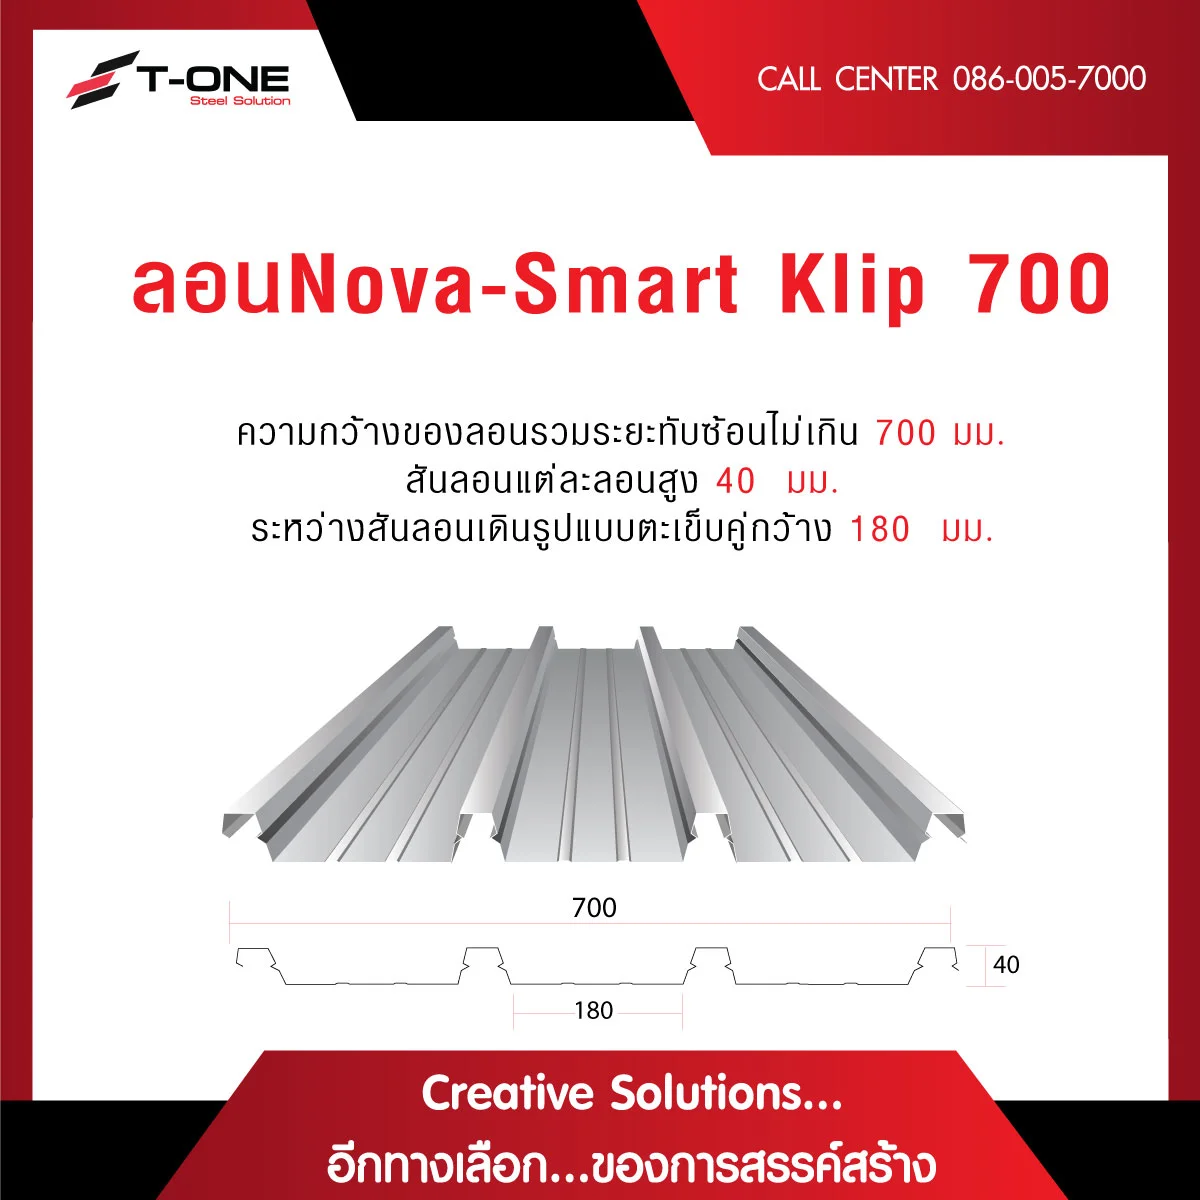 T-ONE
Steel Solution
CALL CENTER 086-005-7000
ลอนNova-Smart Klip 700
ความกว้างของลอนรวมระยะทับซ้อนไม่เกิน 700 มม.
สันลอนแต่ละลอนสูง 40 มม.
ระหว่างสันลอนเดินรูปแบบตะเข็บคู่กว้าง 180 มม.
700
40
180
Creative Solutions...
อีกทางเลือก...ของการสรรค์สร้าง